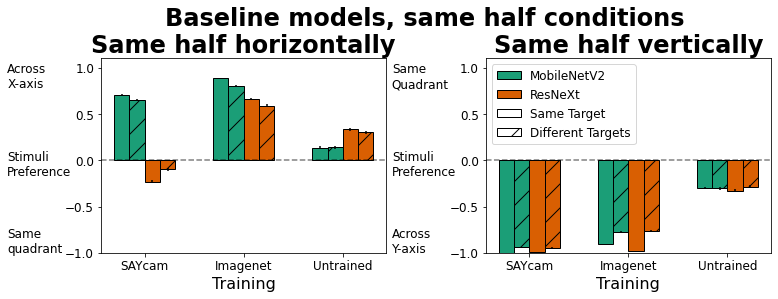 Baseline models, same half conditions
Same half horizontally
Across
X-axis
Stimuli
Preference
Same
quadrant
1.0
0.5
0.0
−0.5
−1.0
SAYcam
Imagenet
Untrained
Training
Same half vertically
Same
Quadrant
Stimuli
Preference
Across
Y-axis
1.0
0.5
0.0
−0.5
−1.0
MobileNetV2
ResNeXt
Same Target
Different Targets
SAYcam
Imagenet
Untrained
Training